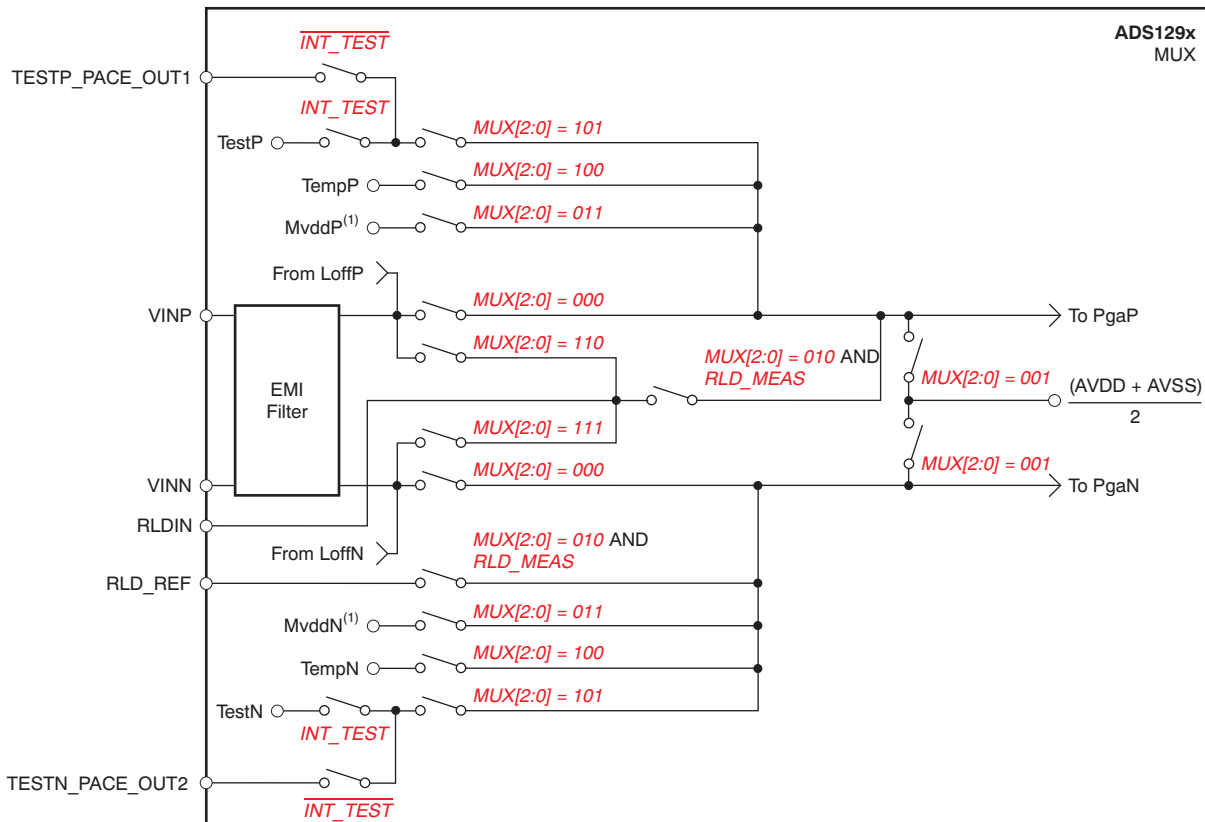 ADS129x
MUX
INT_TEST
TESTP_PACE_OUT1
INT_TEST
TestP
MUX[2:0] = 101
TempP
MUX[2:0] = 100
MvddP(1)
MUX[2:0] = 011
From LoffP
VINP
MUX[2:0] = 000
To PgaP
MUX[2:0] = 110
MUX[2:0] = 010 AND
RLD_MEAS
MUX[2:0] = 001
EMI
Filter
(AVDD + AVSS)
2
MUX[2:0] = 111
MUX[2:0] = 001
VINN
MUX[2:0] = 000
To PgaN
RLDIN
From LoffN
MUX[2:0] = 010 AND
RLD_MEAS
RLD_REF
MvddN(1)
MUX[2:0] = 011
TempN
MUX[2:0] = 100
TestN
MUX[2:0] = 101
INT_TEST
TESTN_PACE_OUT2
INT_TEST